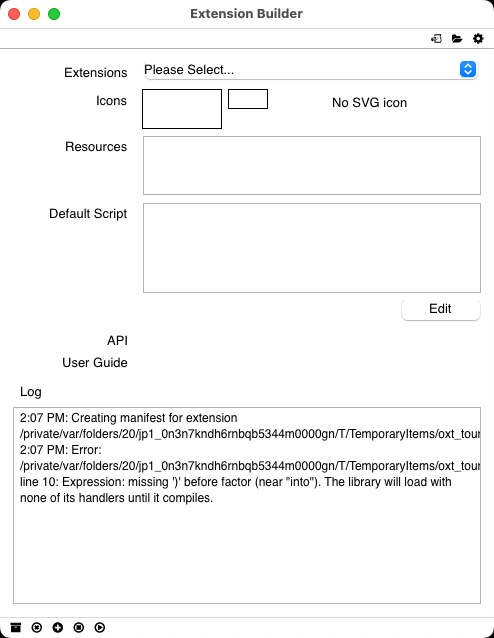 Extension Builder
Extensions
Please Select...
Icons
No SVG icon
Resources
Default Script
Edit
API
User Guide
Log
2:07 PM: Creating manifest for extension
/private/var/folders/20/jp1_0n3n7kndh6rnbqb5344m0000gn/T/TemporaryItems/oxt_tour
2:07 PM: Error:
/private/var/folders/20/jp1_0n3n7kndh6rnbqb5344m0000gn/T/TemporaryItems/oxt_tour
line 10: Expression: missing ')' before factor (near "into"). The library will load with
none of its handlers until it compiles.